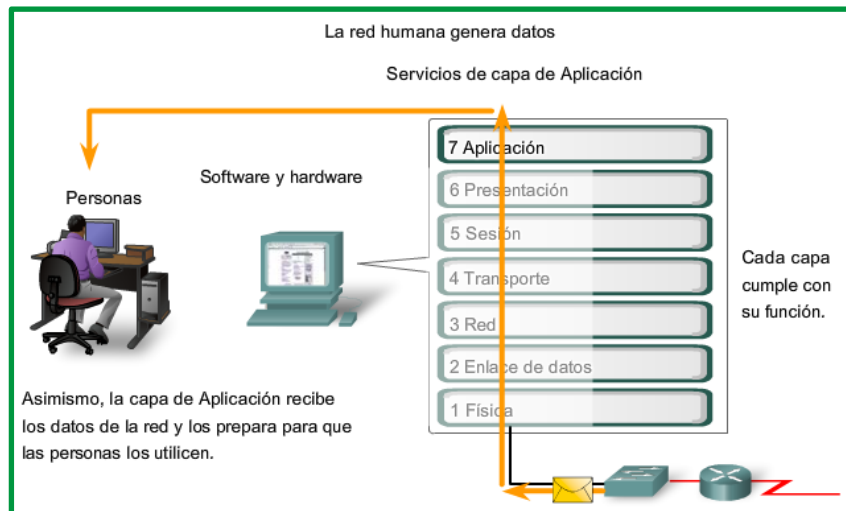 La red humana genera datos
Servicios de capa de Aplicación
7 Aplicación
6 Presentación
5 Sesión
4 Transporte
3 Red
2 Enlace de datos
1 Física
Software y hardware
Personas
Cada capa
cumple con
su función.
Asimismo, la capa de Aplicación recibe
los datos de la red y los prepara para que
las personas los utilicen.